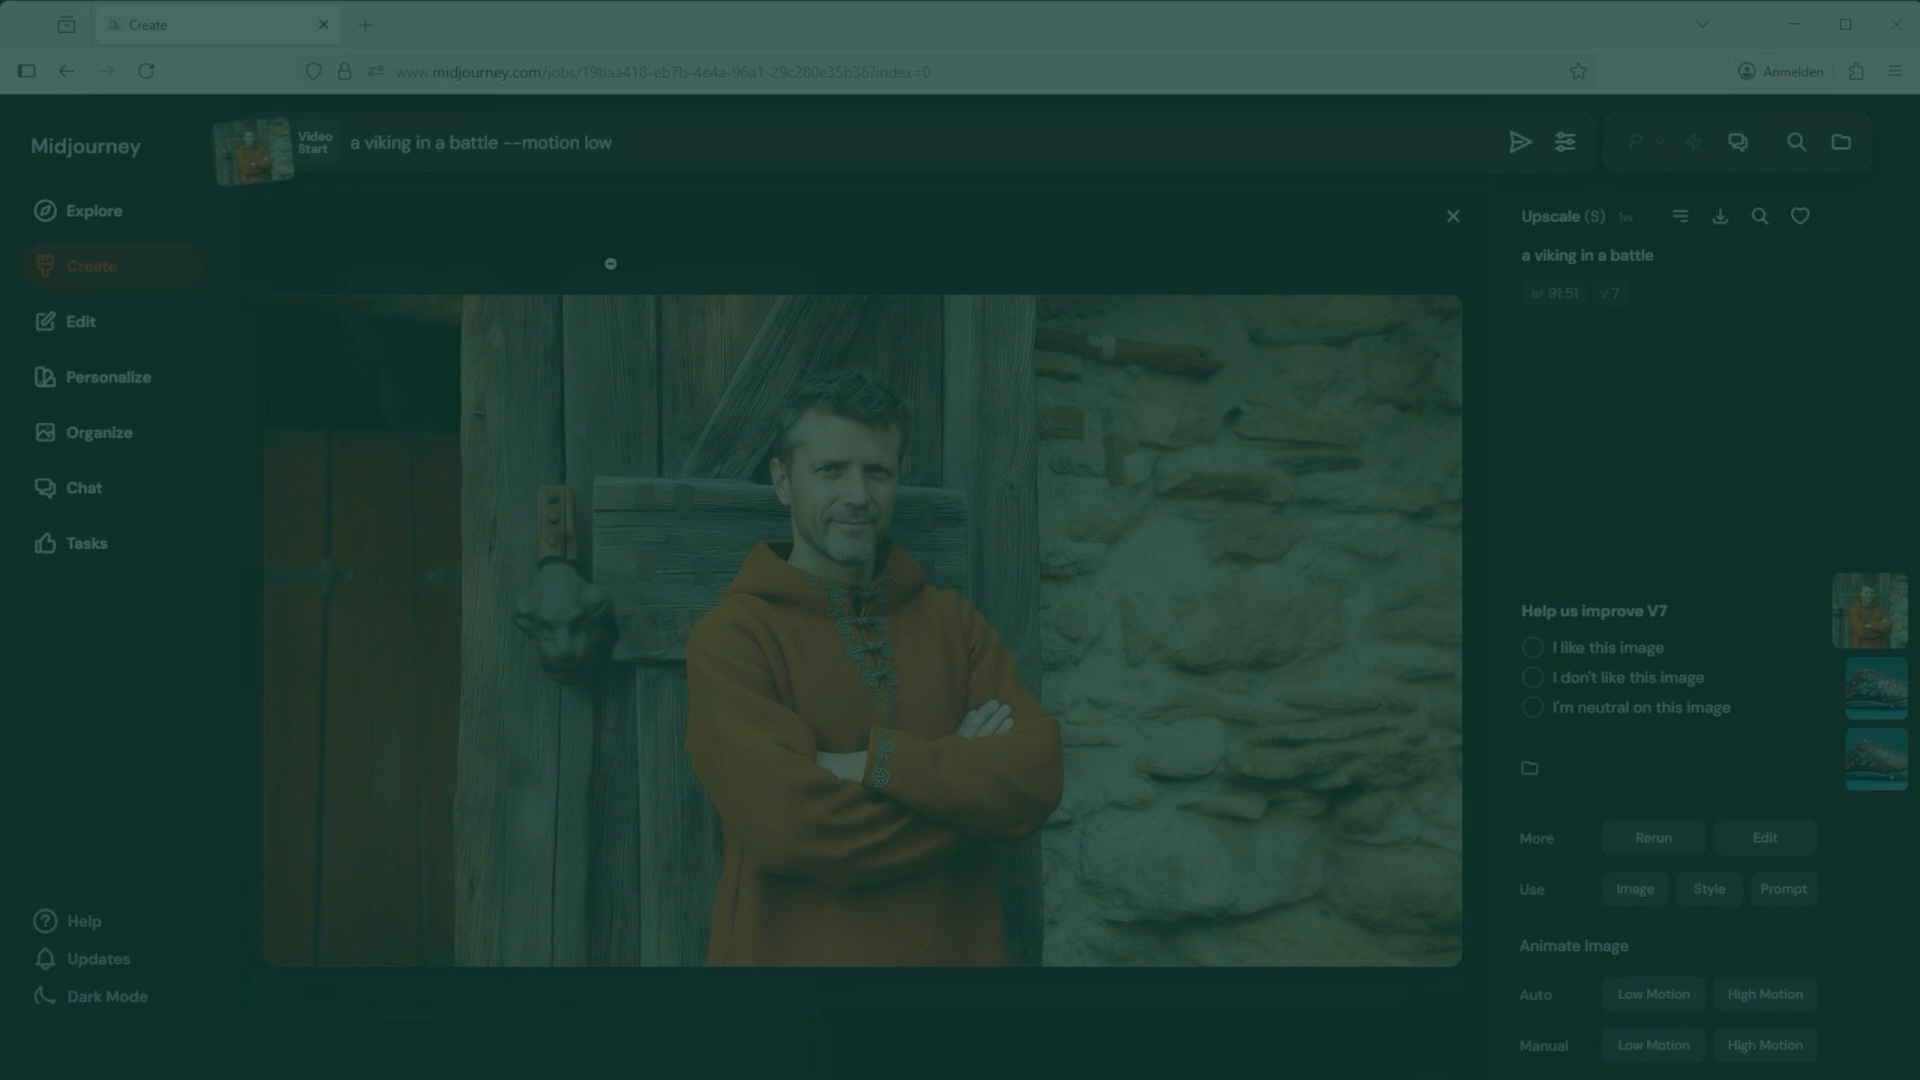 Create
www.midjourney.com/jobs/19baa418-eb7b-4e4a-96a1-29c280e35b36?index=0
Anmelden
Midjourney
Video Start
a viking in a battle --motion low
Explore
Create
Edit
Personalize
Organize
Chat
Tasks
Help
Updates
Dark Mode
Upscale (S) 1w
a viking in a battle
ar 91:51 v 7
Help us improve V7
I like this image
I don't like this image
I'm neutral on this image
More Rerun Edit
Use Image Style Prompt
Animate Image
Auto Low Motion High Motion
Manual Low Motion High Motion